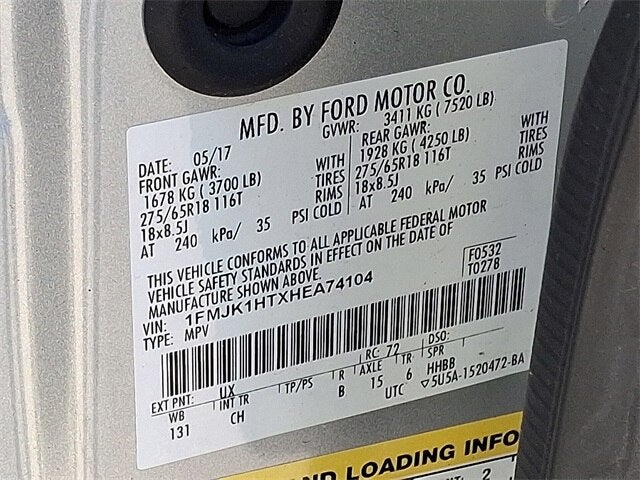 MFD. BY FORD MOTOR CO.
DATE: 05/17 GVWR: 3411 KG ( 7520 LB)
FRONT GAWR: WITH REAR GAWR: WITH
1678 KG ( 3700 LB) TIRES 1928 KG ( 4250 LB) TIRES
275/65R18 116T RIMS 275/65R18 116T RIMS
18x8.5J PSI COLD 18x8.5J PSI COLD
AT 240 kPa/ 35 AT 240 kPa/ 35
THIS VEHICLE CONFORMS TO ALL APPLICABLE FEDERAL MOTOR
VEHICLE SAFETY STANDARDS IN EFFECT ON THE DATE OF
MANUFACTURE SHOWN ABOVE.
F0532
T0278
VIN: 1FMJK1HTXHEA74104
TYPE: MPV
EXT PNT: UX RC: 72 DSO:
WB INT TR TP/PS R AXLE TR SPR
131 CH B 15 6 HHBB
UTC ▽5U5A-1520472-BA
AND LOADING INFO
2